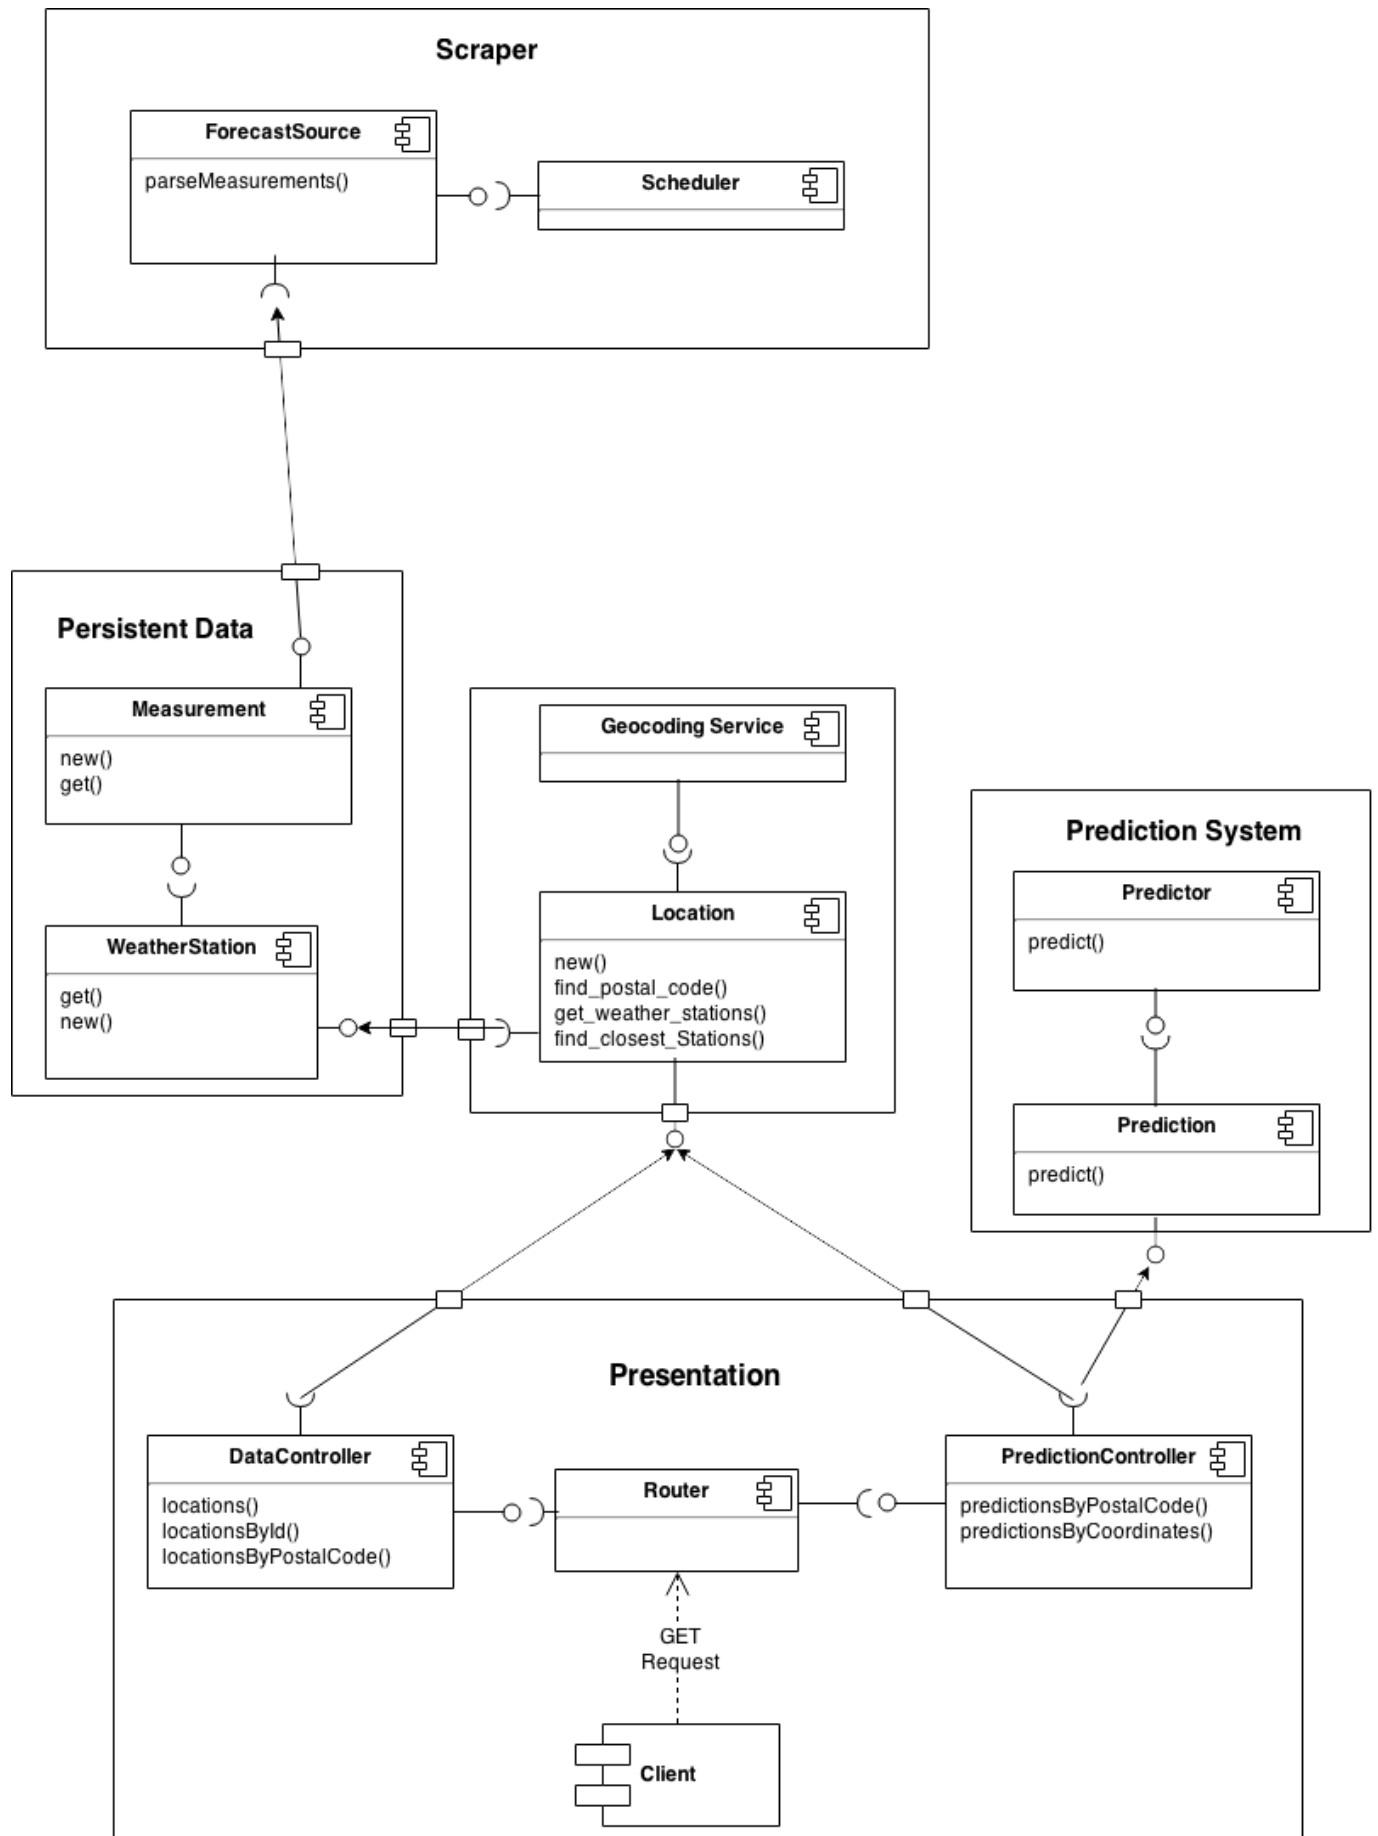 Scraper
ForecastSource
parseMeasurements()
Scheduler
Persistent Data
Measurement
new()
get()
WeatherStation
get()
new()
Geocoding Service
Location
new()
find_postal_code()
get_weather_stations()
find_closest_Stations()
Prediction System
Predictor
predict()
Prediction
predict()
Presentation
DataController
locations()
locationsById()
locationsByPostalCode()
Router
PredictionController
predictionsByPostalCode()
predictionsByCoordinates()
GET
Request
Client